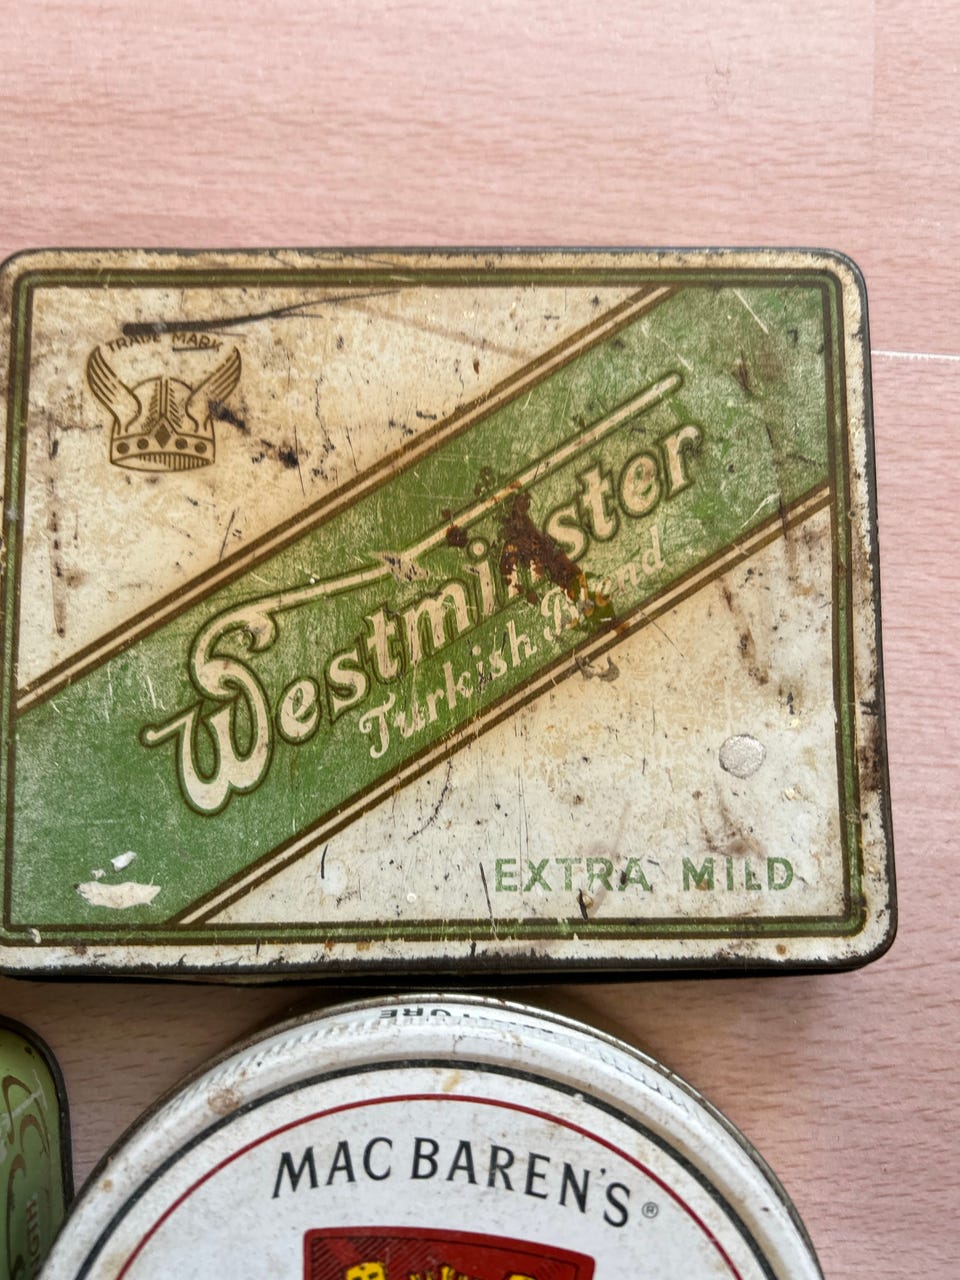 TRADE MARK
Westminster
Turkish Blend
EXTRA MILD
MAC BAREN'S®